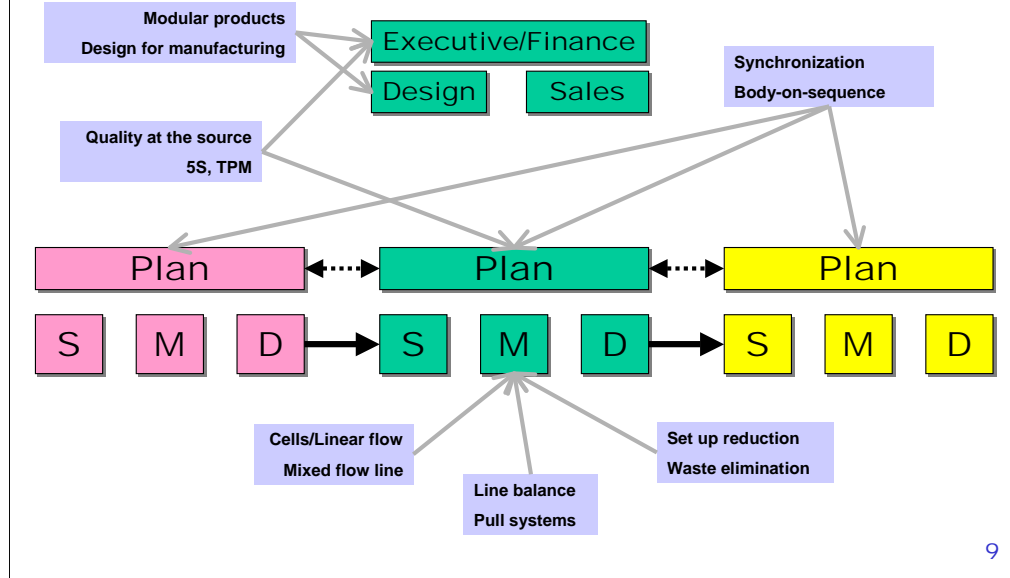 Modular products
Design for manufacturing
Executive/Finance
Design
Sales
Synchronization
Body-on-sequence
Quality at the source
5S, TPM
Plan
Plan
Plan
S
M
D
S
M
D
S
M
D
Cells/Linear flow
Mixed flow line
Line balance
Pull systems
Set up reduction
Waste elimination
9